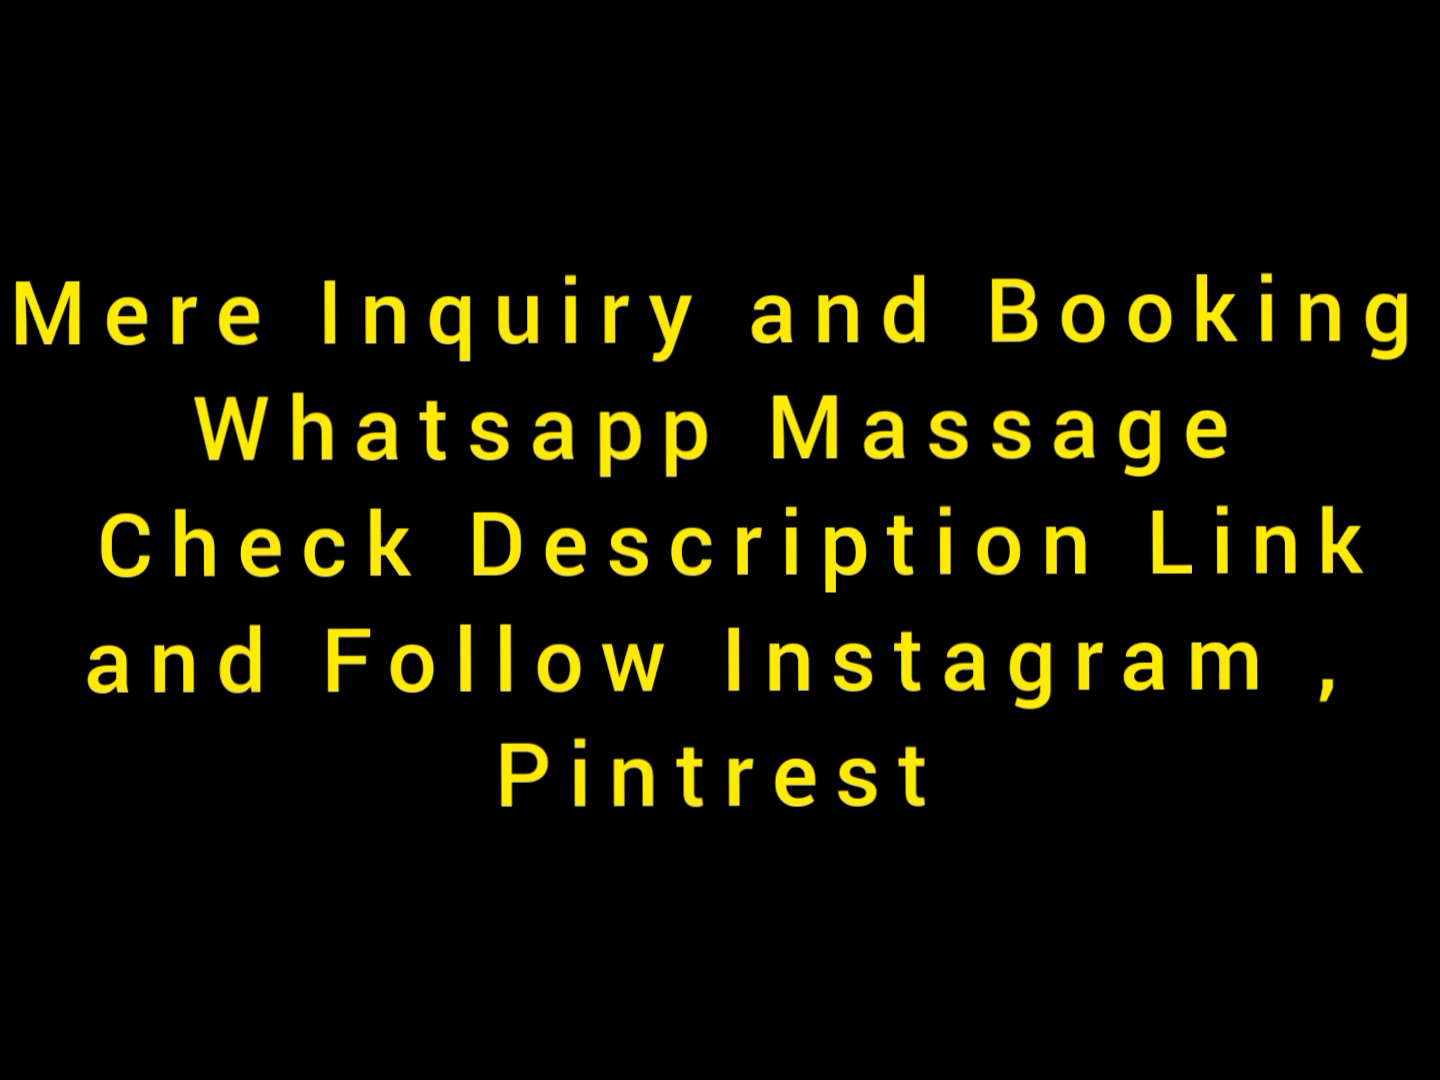 Mere Inquiry and Booking
Whatsapp Massage
Check Description Link
and Follow Instagram ,
Pintrest